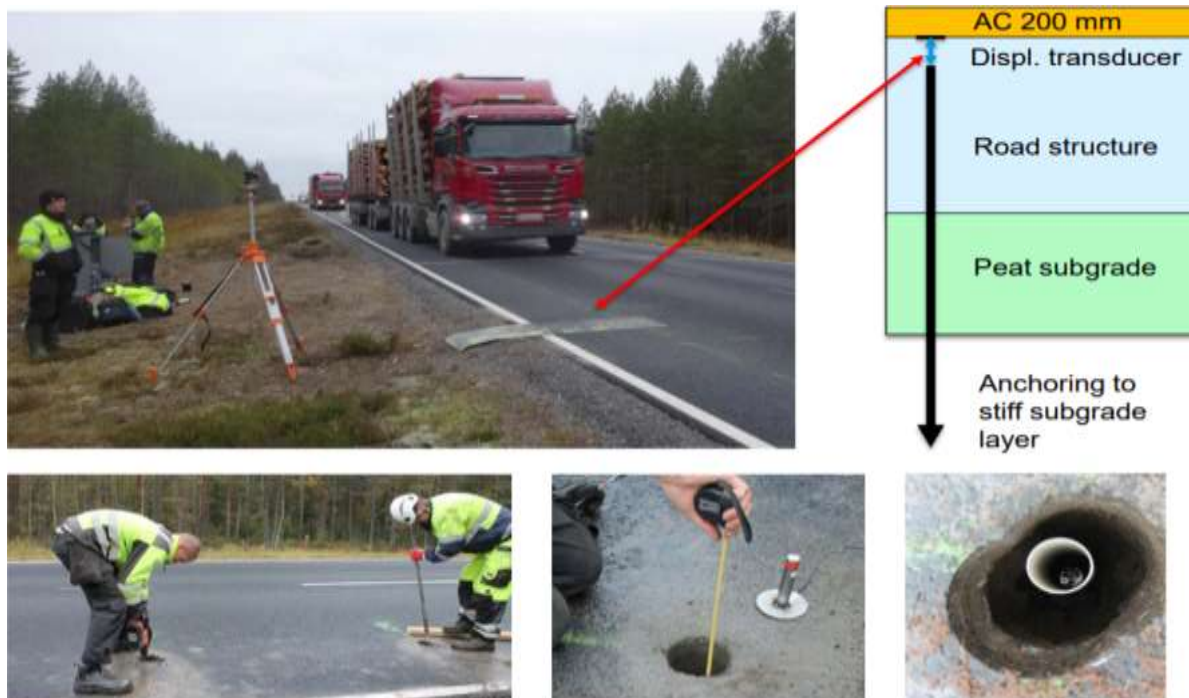 AC 200 mm
Displ. transducer
Road structure
Peat subgrade
Anchoring to
stiff subgrade
layer